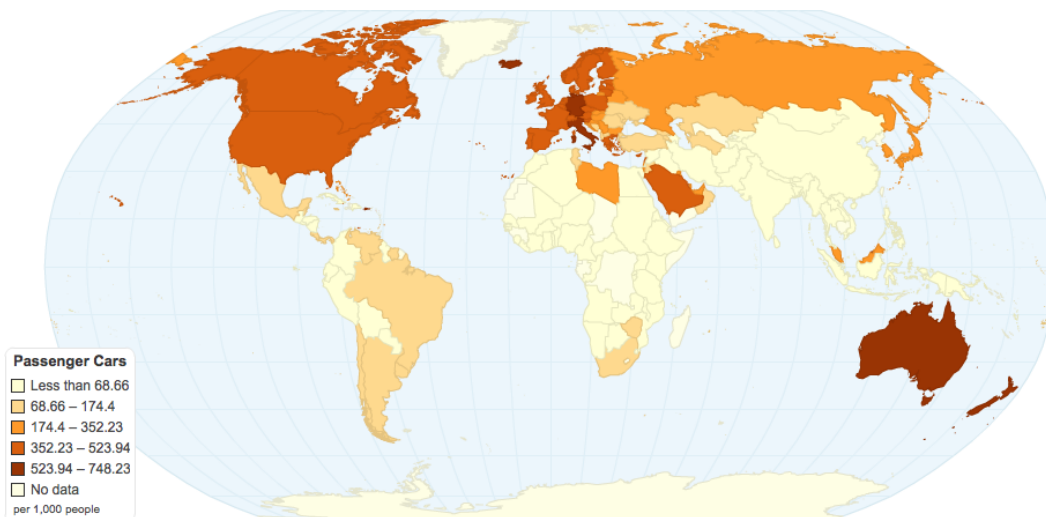 Passenger Cars
Less than 68.66
68.66 – 174.4
174.4 – 352.23
352.23 – 523.94
523.94 – 748.23
No data
per 1,000 people